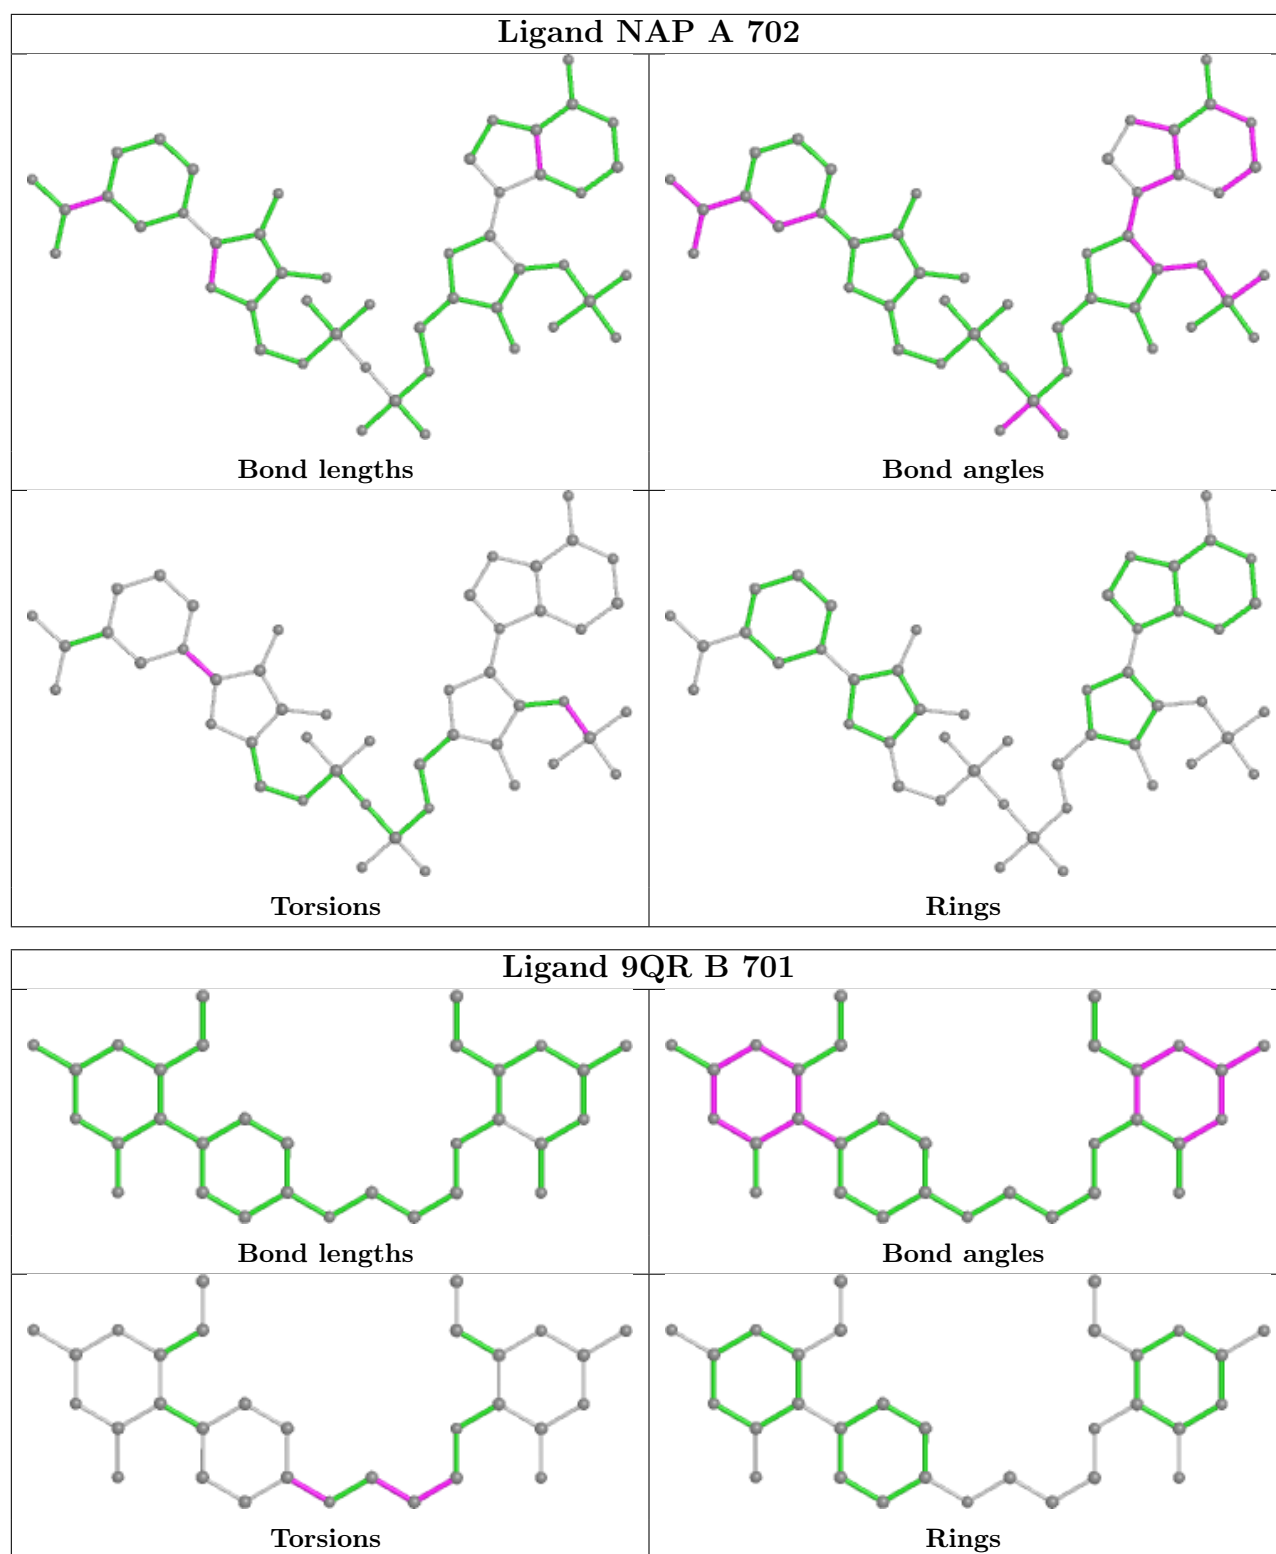 Ligand NAP A 702
Bond lengths
Bond angles
Torsions
Rings
Ligand 9QR B 701
Bond lengths
Bond angles
Torsions
Rings